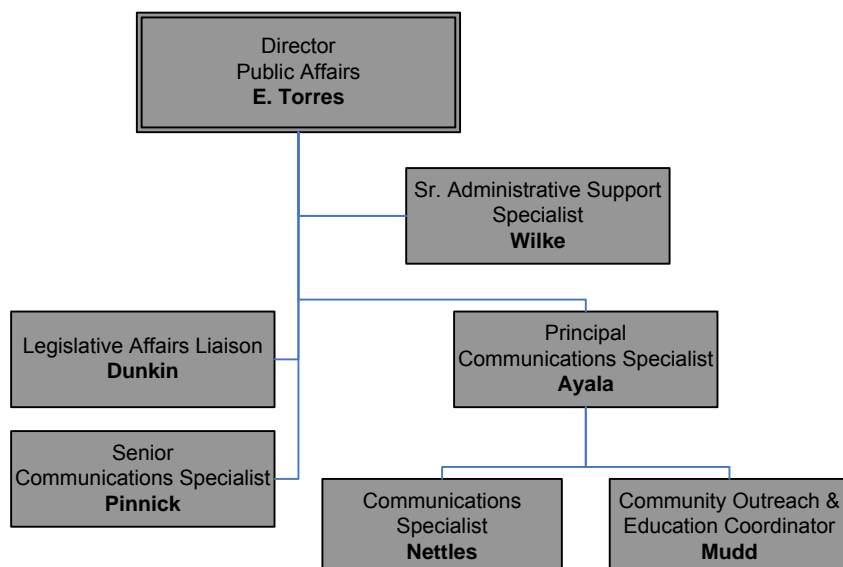 Director
Public Affairs
E. Torres
Sr. Administrative Support
Specialist
Wilke
Legislative Affairs Liaison
Dunkin
Principal
Communications Specialist
Ayala
Senior
Communications Specialist
Pinnick
Communications
Specialist
Nettles
Community Outreach &
Education Coordinator
Mudd